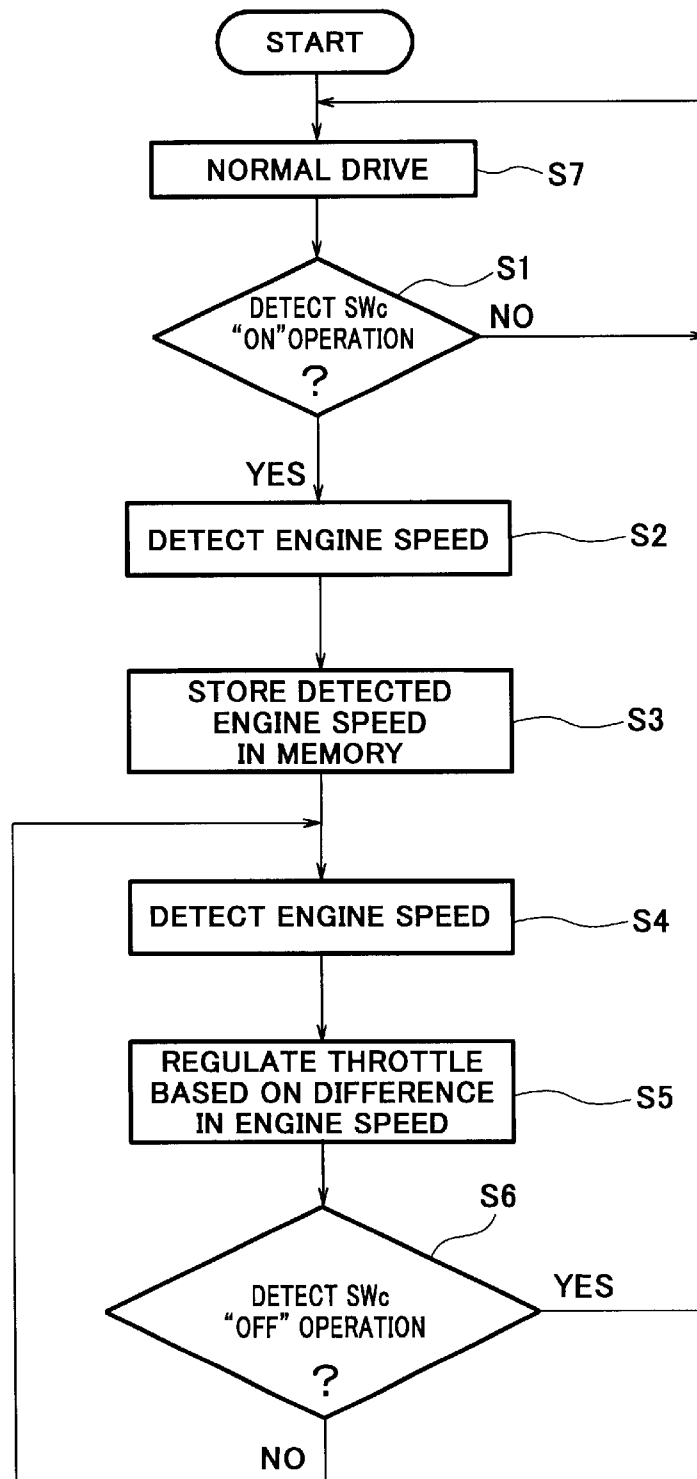 START
NORMAL DRIVE
S7
S1
DETECT SWc
“ON”OPERATION
?
NO
YES
DETECT ENGINE SPEED
S2
STORE DETECTED
ENGINE SPEED
IN MEMORY
S3
DETECT ENGINE SPEED
S4
REGULATE THROTTLE
BASED ON DIFFERENCE
IN ENGINE SPEED
S5
S6
DETECT SWc
“OFF” OPERATION
?
YES
NO